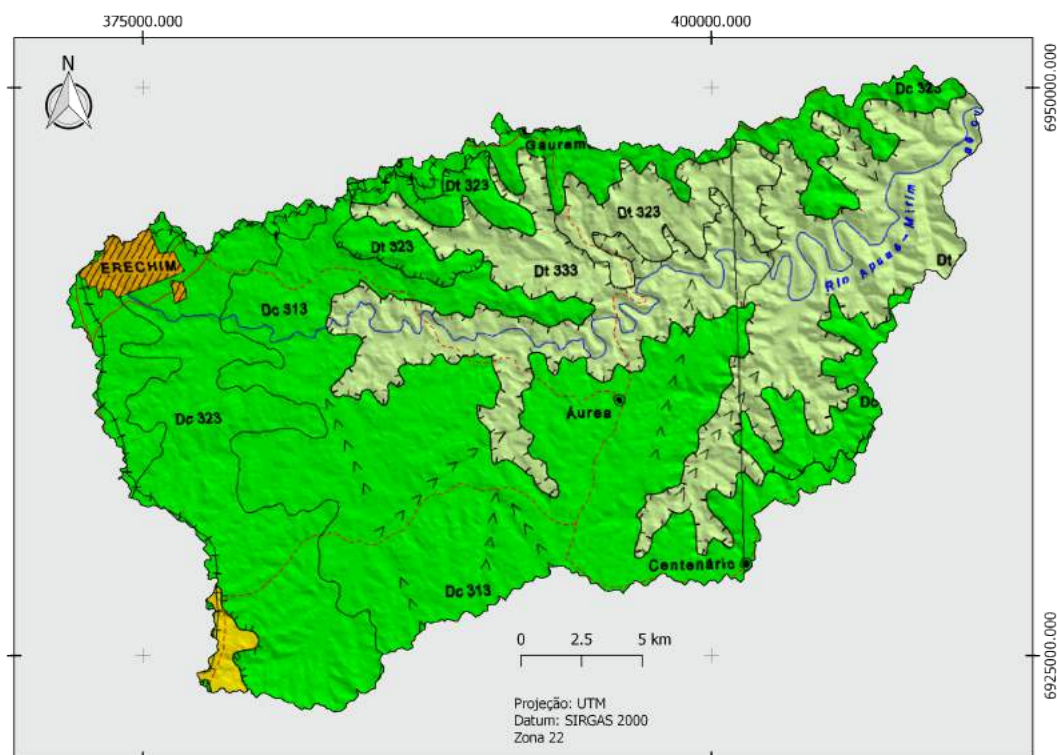 375000.000
400000.000
6950000.000
N
Dc 323
Gauram
Dt 323
Dt 323
Dt 323
ERECHIM
Dt 333
Rio Apuaê-Mirim
Dt
Dc 313
Dc 323
Áurea
Dc
Centenário
Dc 313
0 2.5 5 km
6925000.000
Projeção: UTM
Datum: SIRGAS 2000
Zona 22